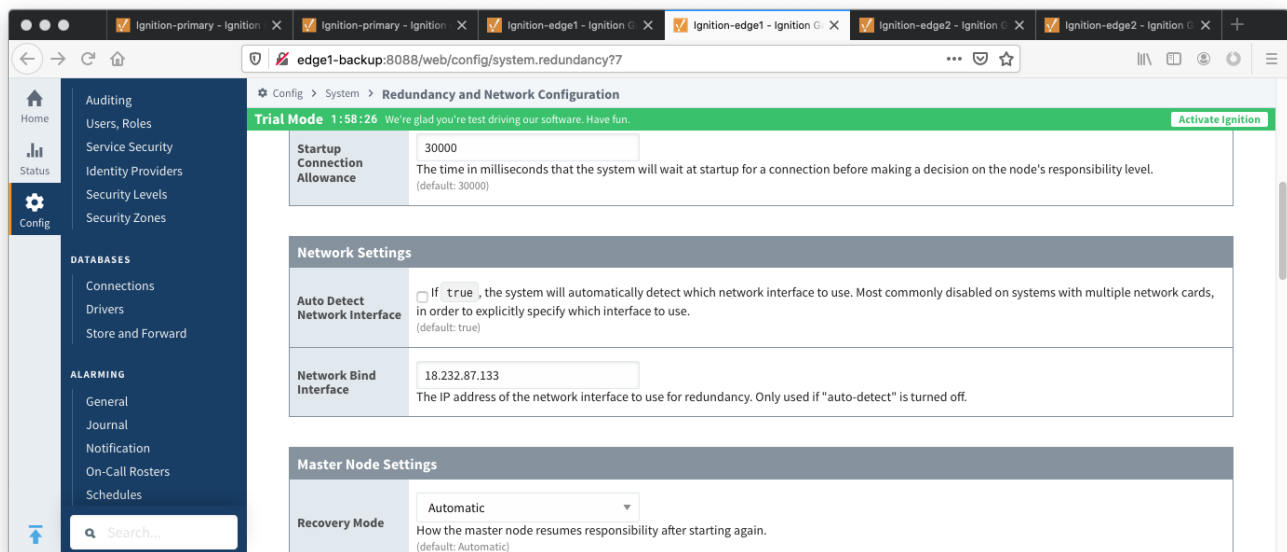 Ignition-primary - Ignition
Ignition-primary - Ignition
Ignition-edge1 - Ignition G
Ignition-edge1 - Ignition Ga
Ignition-edge2 - Ignition G
Ignition-edge2 - Ignition G
edge1-backup:8088/web/config/system.redundancy?7
Home
Status
Config
Auditing
Users, Roles
Service Security
Identity Providers
Security Levels
Security Zones
DATABASES
Connections
Drivers
Store and Forward
ALARMING
General
Journal
Notification
On-Call Rosters
Schedules
Search...
Config > System > Redundancy and Network Configuration
Trial Mode 1:58:26 We're glad you're test driving our software. Have fun.
Activate Ignition
Startup
Connection
Allowance
30000
The time in milliseconds that the system will wait at startup for a connection before making a decision on the node's responsibility level.
(default: 30000)
Network Settings
Auto Detect
Network Interface
If true , the system will automatically detect which network interface to use. Most commonly disabled on systems with multiple network cards,
in order to explicitly specify which interface to use.
(default: true)
Network Bind
Interface
18.232.87.133
The IP address of the network interface to use for redundancy. Only used if "auto-detect" is turned off.
Master Node Settings
Recovery Mode
Automatic
How the master node resumes responsibility after starting again.
(default: Automatic)